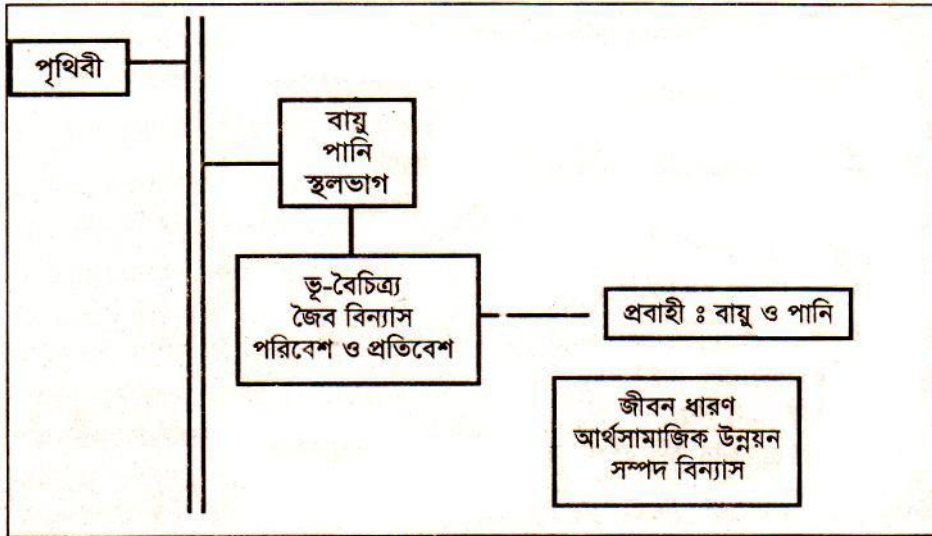 পৃথিবী
বায়ু
পানি
স্থলভাগ
ভূ-বৈচিত্র্য
জৈব বিন্যাস
পরিবেশ ও প্রতিবেশ
প্রবাহী ঃ বায়ু ও পানি
জীবন ধারণ
আর্থসামাজিক উন্নয়ন
সম্পদ বিন্যাস